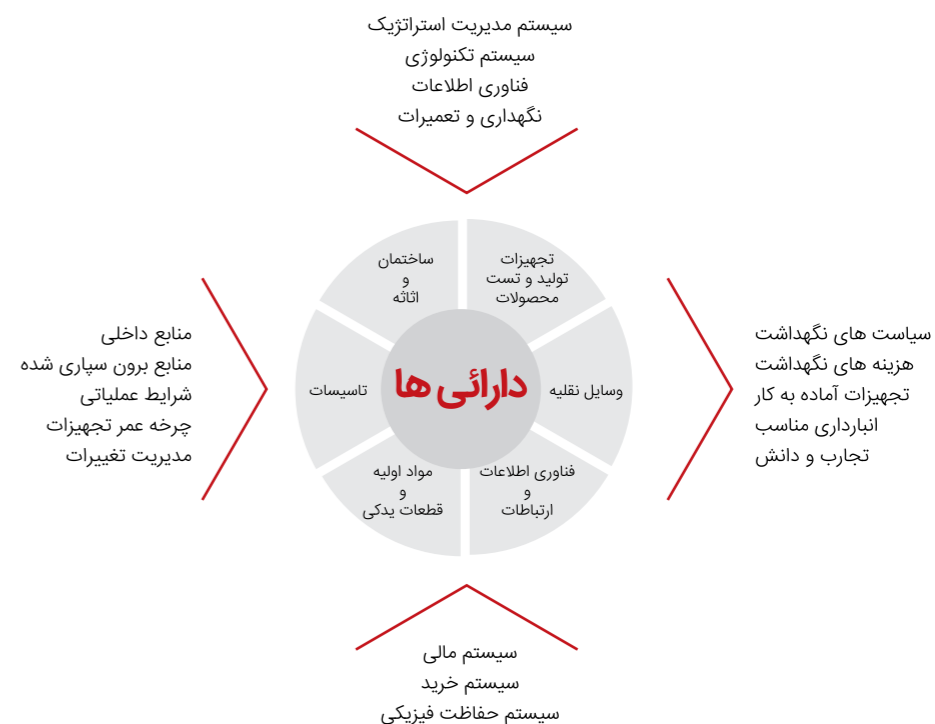 سیستم مدیریت استراتژیک
سیستم تکنولوژی
فناوری اطلاعات
نگهداری و تعمیرات
تجهیزات
تولید و تست
محصولات
ساختمان
و
اثاثه
وسایل نقلیه
دارائی ها
تاسیسات
فناوری اطلاعات
و
ارتباطات
مواد اولیه
و
قطعات یدکی
سیاست های نگهداشت
هزینه های نگهداشت
تجهیزات آماده به کار
انبارداری مناسب
تجارب و دانش
منابع داخلی
منابع برون سپاری شده
شرایط عملیاتی
چرخه عمر تجهیزات
مدیریت تغییرات
سیستم مالی
سیستم خرید
سیستم حفاظت فیزیکی